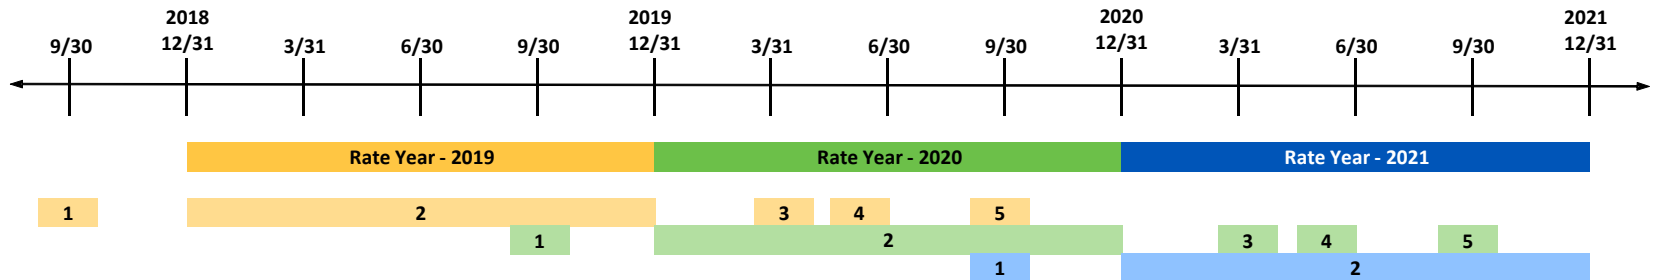 2018 2019 2020 2021
9/30 12/31 3/31 6/30 9/30 12/31 3/31 6/30 9/30 12/31 3/31 6/30 9/30 12/31
Rate Year - 2019 Rate Year - 2020 Rate Year - 2021
1 2 3 4 5
1 2 3 4 5
1 2